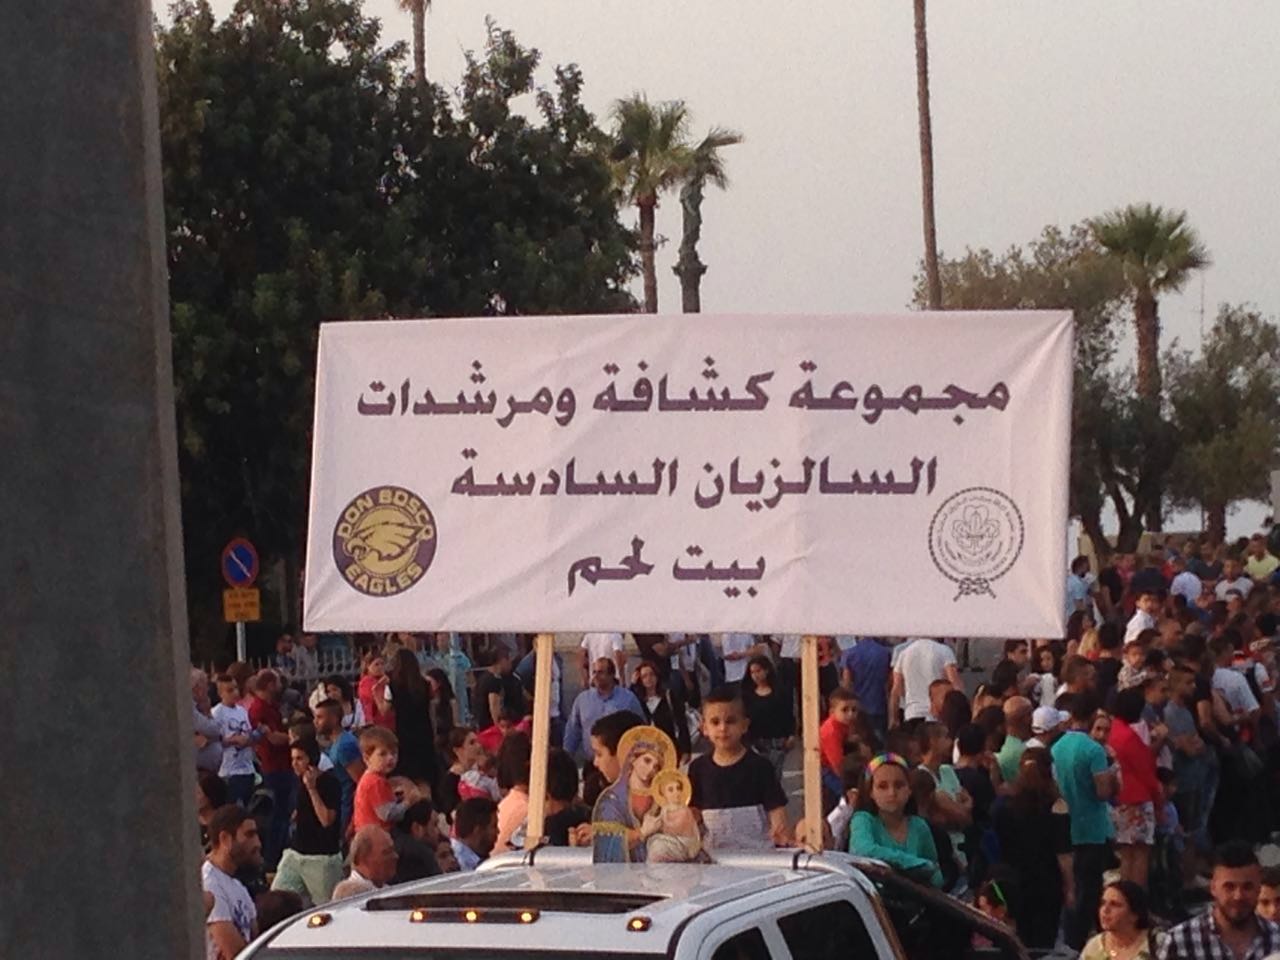 مجموعة كشافة ومرشدات
السالزيان السادسة
بيت لحم
DON BOSCO
EAGLES